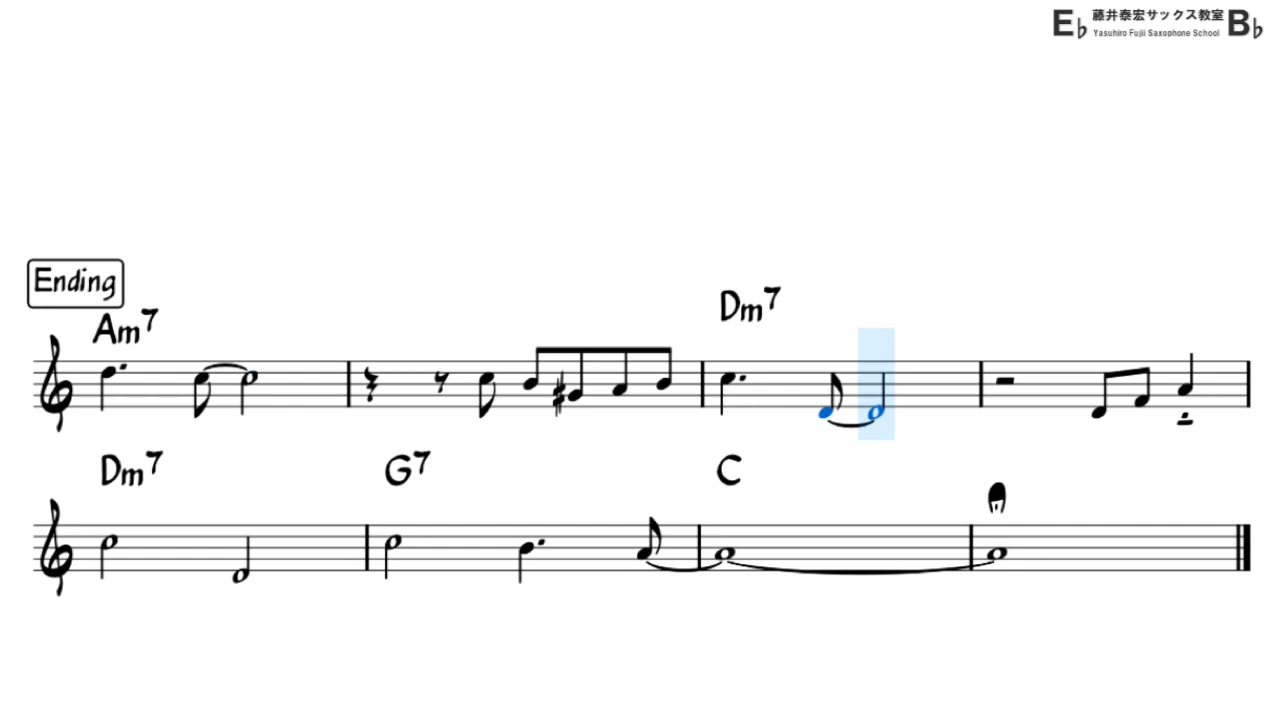 E♭ 藤井泰宏サックス教室 B♭
Yasuhiro Fujii Saxophone School
Ending
Am7
Dm7
Dm7 G7 C